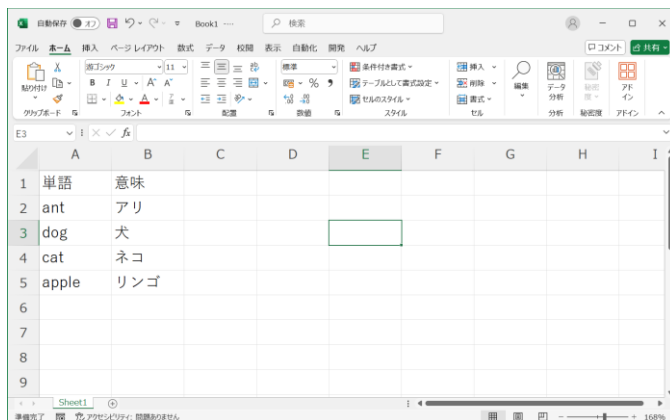 自動保存 オフ Book1 … 検索
ファイル ホーム 挿入 ページ レイアウト 数式 データ 校閲 表示 自動化 開発 ヘルプ コメント 共有
貼り付け 游ゴシック 11 標準 条件付き書式 挿入
B I U A A % テーブルとして書式設定 削除 編集 データ分析 秘密度 アドイン
セルのスタイル 書式
クリップボード フォント 配置 数値 スタイル セル 分析 秘密度 アドイン
E3 fx
A B C D E F G H I
1 単語 意味
2 ant アリ
3 dog 犬
4 cat ネコ
5 apple リンゴ
6
7
8
9
Sheet1
準備完了 アクセシビリティ: 問題ありません 168%